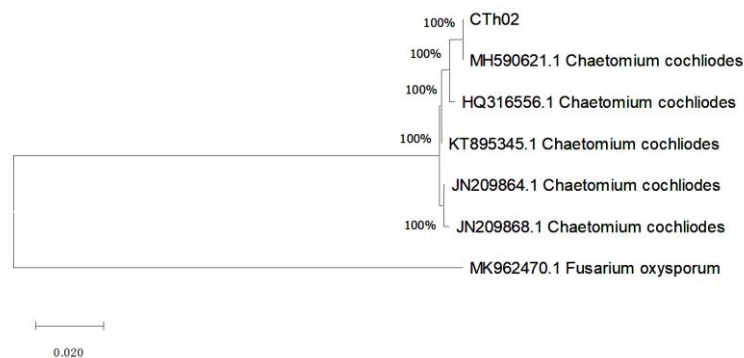 100%
CTh02
100%
MH590621.1 Chaetomium cochliodes
100%
HQ316556.1 Chaetomium cochliodes
100%
KT895345.1 Chaetomium cochliodes
JN209864.1 Chaetomium cochliodes
100%
JN209868.1 Chaetomium cochliodes
MK962470.1 Fusarium oxysporum
0.020